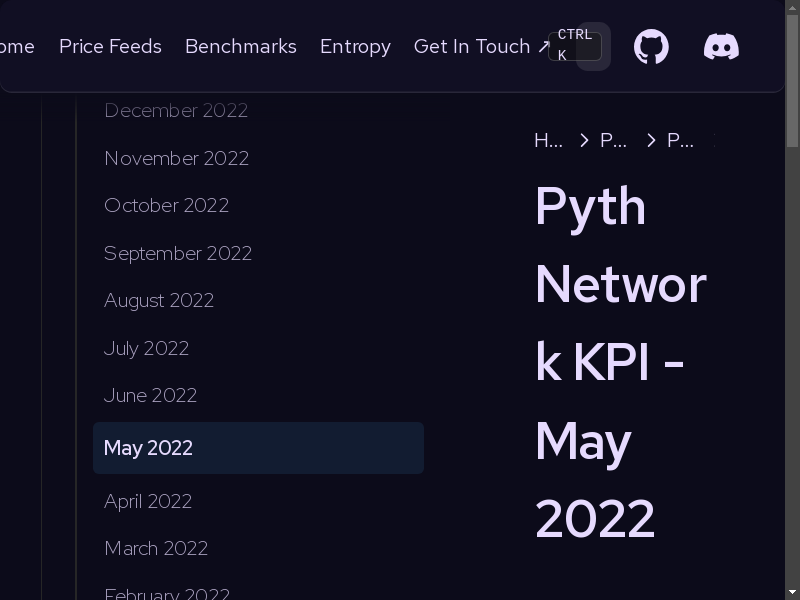 ome Price Feeds Benchmarks Entropy Get In Touch ↗ CTRL K
December 2022
November 2022
October 2022
September 2022
August 2022
July 2022
June 2022
May 2022
April 2022
March 2022
February 2022
H... > P... > P...
Pyth
Networ
k KPI -
May
2022